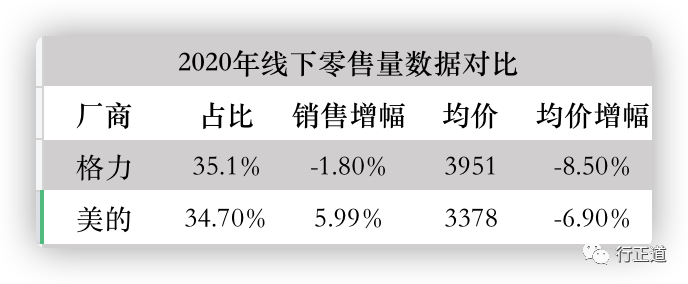 2020年线下零售量数据对比
厂商 占比 销售增幅 均价 均价增幅
格力 35.1% -1.80% 3951 -8.50%
美的 34.70% 5.99% 3378 -6.90%
行正道